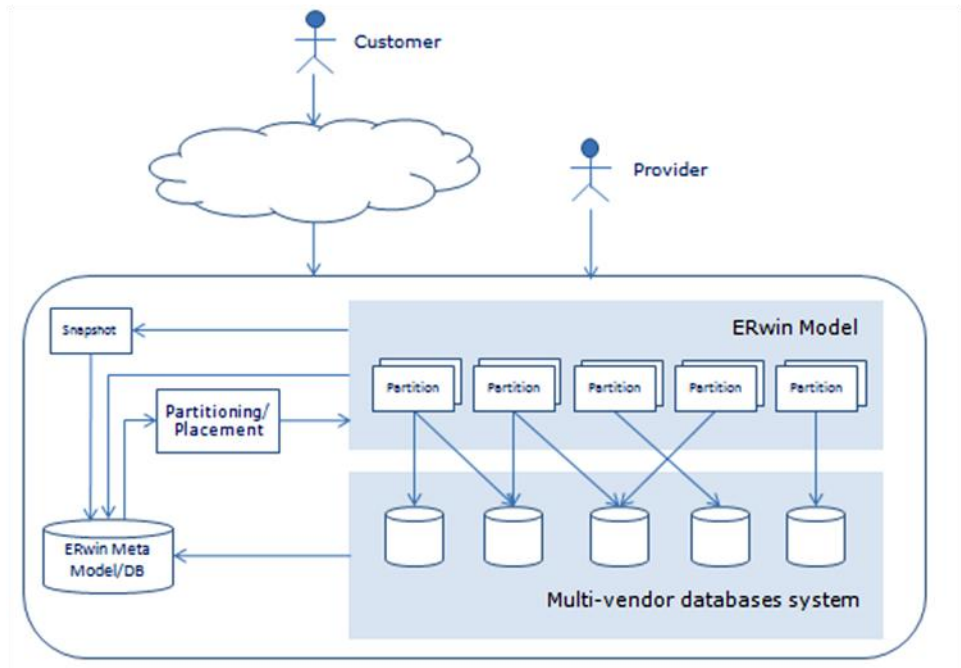 Customer
Provider
Snapshot
ERwin Model
Partition
Partition
Partition
Partition
Partition
Partitioning/
Placement
ERwin Meta
Model/DB
Multi-vendor databases system